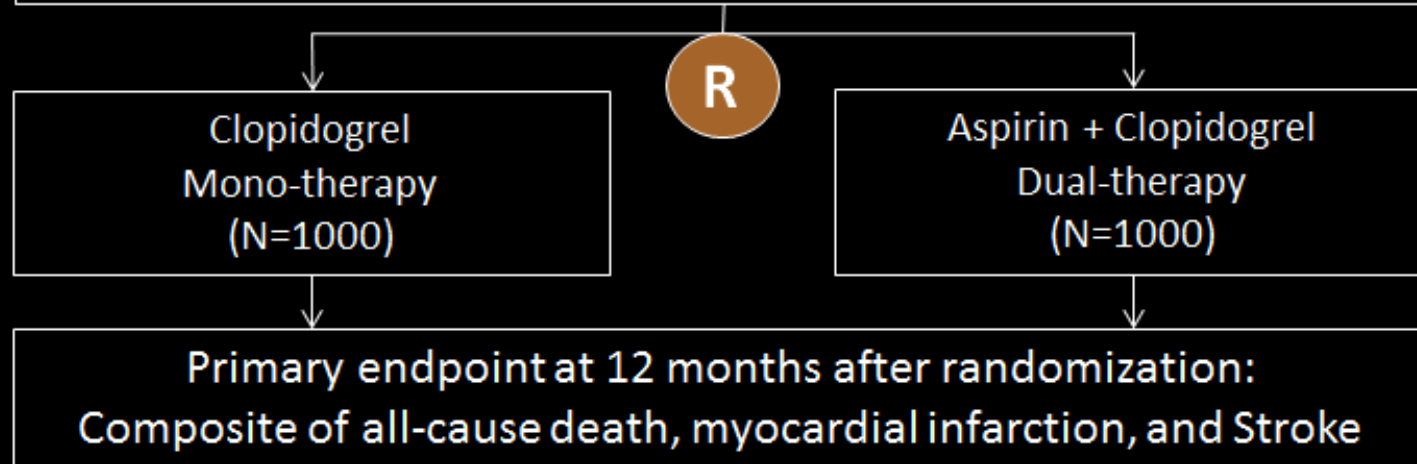 R
Clopidogrel
Mono-therapy
(N=1000)
Aspirin + Clopidogrel
Dual-therapy
(N=1000)
Primary endpoint at 12 months after randomization:
Composite of all-cause death, myocardial infarction, and Stroke